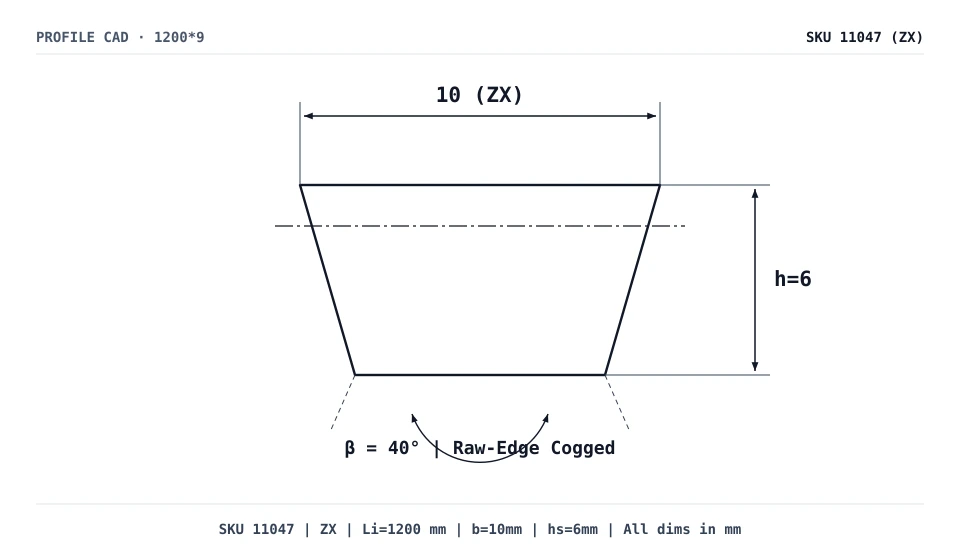 PROFILE CAD · 1200*9
SKU 11047 (ZX)
10 (ZX)
h=6
β = 40° | Raw-Edge Cogged
SKU 11047 | ZX | Li=1200 mm | b=10mm | hs=6mm | All dims in mm